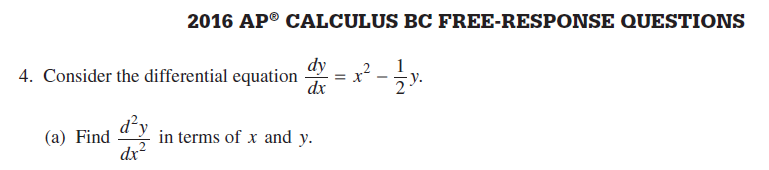 2016 AP® CALCULUS BC FREE-RESPONSE QUESTIONS
4. Consider the differential equation dy/dx = x² − 1/2 y.
(a) Find d²y/dx² in terms of x and y.